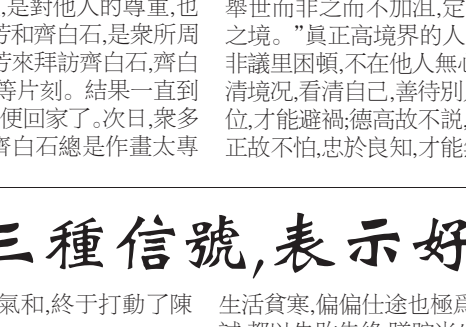 ,是對他人的尊重,也
芳和齊白石,是衆所周
芳來拜訪齊白石,齊白
等片刻。結果一直到
便回家了。次日,衆多
齊白石總是作畫太專
舉世而非之而不加沮,定
之境。”眞正高境界的人
非議里困頓,不在他人無心
清境况,看清自己,善待别
位,才能避禍;德高故不説,
正故不怕,忠於良知,才能
三種信號,表示好
氣和,終于打動了陳
生活貧寒,偏偏仕途也極爲